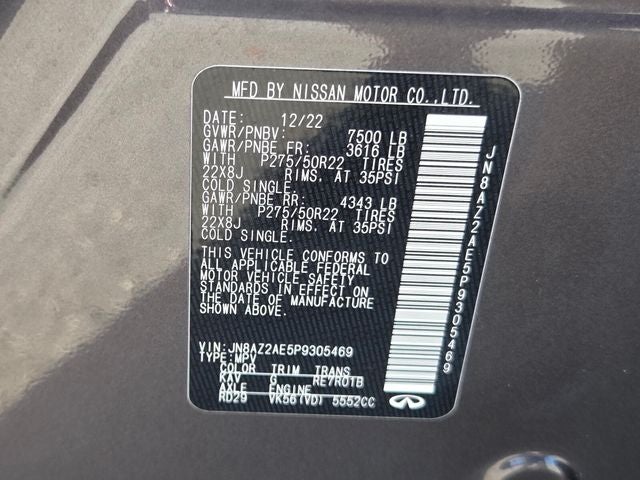 MFD BY NISSAN MOTOR CO.,LTD.
DATE: 12/22
GVWR/PNBV: 7500 LB
GAWR/PNBE FR: 3616 LB
WITH P275/50R22 TIRES
22X8J RIMS. AT 35PSI
COLD SINGLE.
GAWR/PNBE RR: 4343 LB
WITH P275/50R22 TIRES
22X8J RIMS. AT 35PSI
COLD SINGLE.
THIS VEHICLE CONFORMS TO
ALL APPLICABLE FEDERAL
MOTOR VEHICLE SAFETY
STANDARDS IN EFFECT ON
THE DATE OF MANUFACTURE
SHOWN ABOVE.
VIN: JN8AZ2AE5P9305469
TYPE: MPV
COLOR TRIM TRANS
KAV G RE7R01B
AXLE ENGINE
RD29 VK56(VD) 5552CC
JN8AZ2AE5P9305469